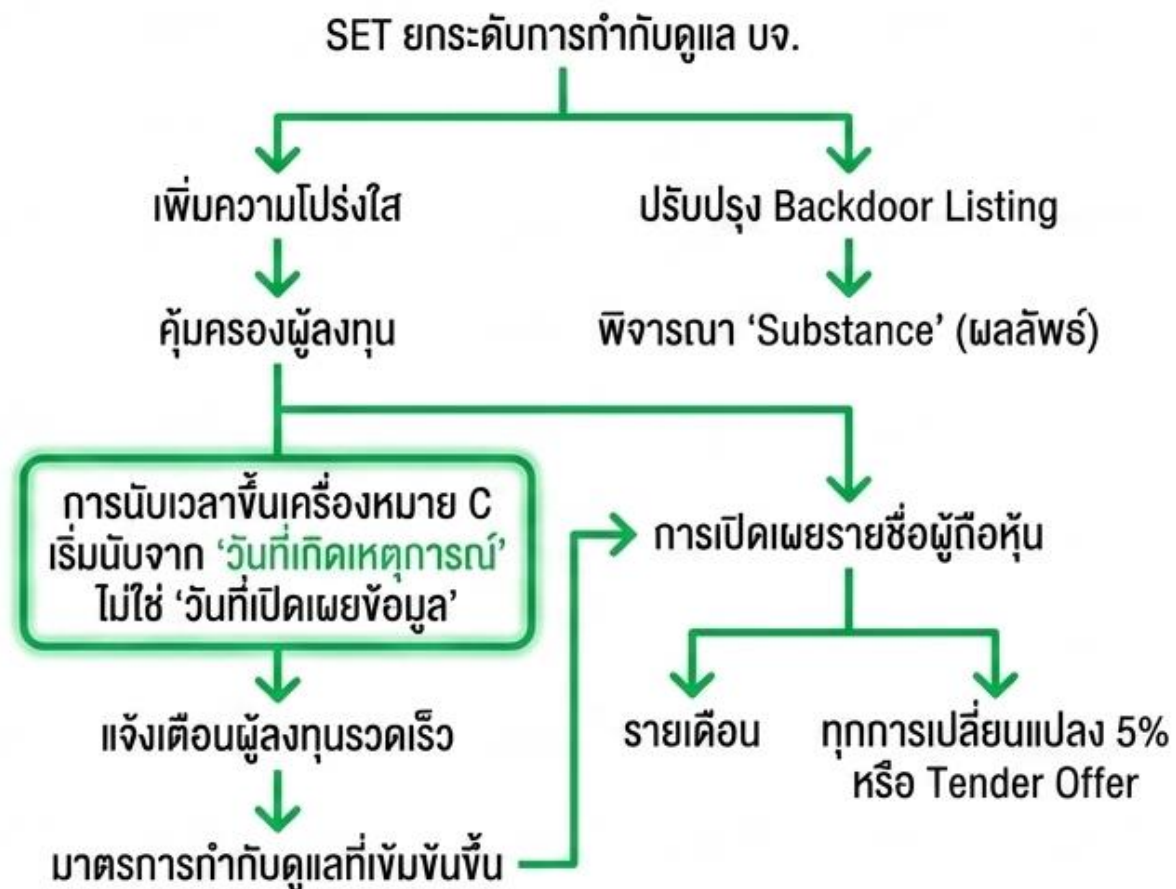 SET ยกระดับการกำกับดูแล บจ.
เพิ่มความโปร่งใส
ปรับปรุง Backdoor Listing
คุ้มครองผู้ลงทุน
พิจารณา ‘Substance’ (ผลลัพธ์)
การนับเวลาขึ้นเครื่องหมาย C
เริ่มนับจาก ‘วันที่เกิดเหตุการณ์’
ไม่ใช่ ‘วันที่เปิดเผยข้อมูล’
การเปิดเผยรายชื่อผู้ถือหุ้น
แจ้งเตือนผู้ลงทุนรวดเร็ว
รายเดือน
ทุกการเปลี่ยนแปลง 5%
หรือ Tender Offer
มาตรการกำกับดูแลที่เข้มข้นขึ้น